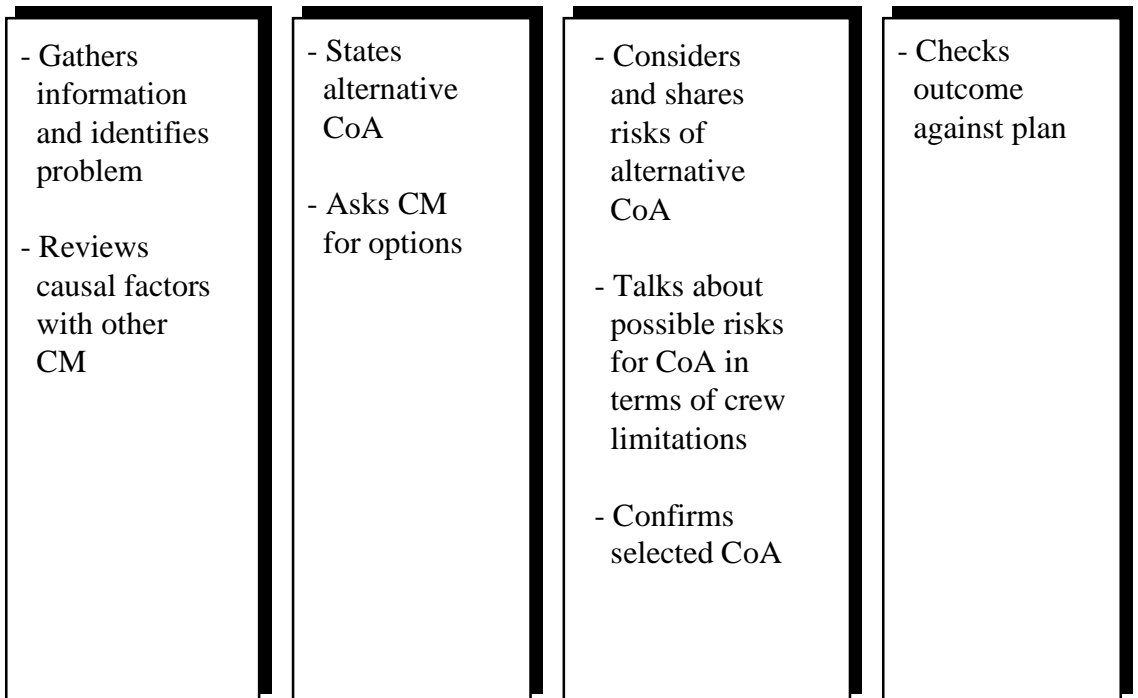 - Gathers
information
and identifies
problem
- Reviews
causal factors
with other
CM
- States
alternative
CoA
- Asks CM
for options
- Considers
and shares
risks of
alternative
CoA
- Talks about
possible risks
for CoA in
terms of crew
limitations
- Confirms
selected CoA
- Checks
outcome
against plan